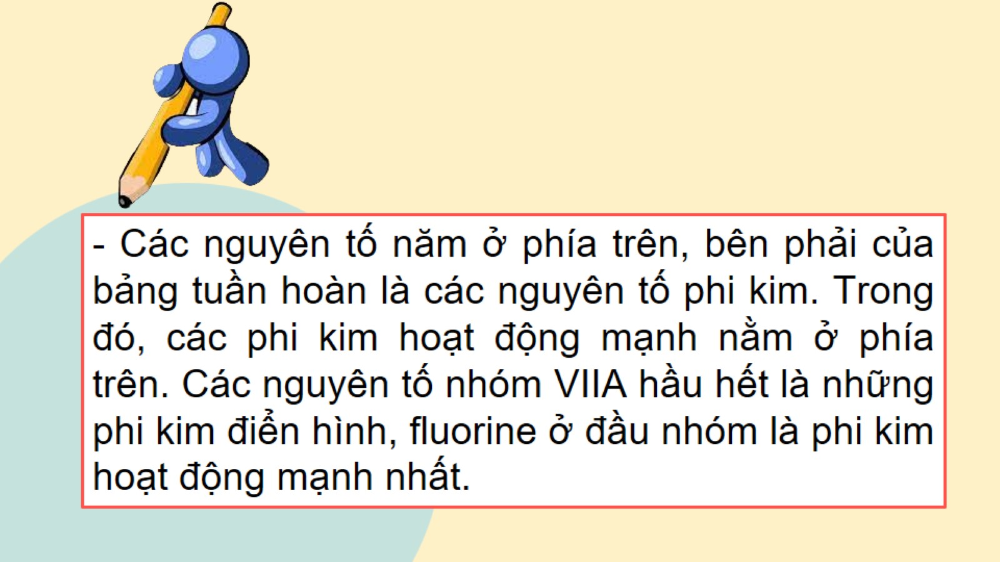 - Các nguyên tố năm ở phía trên, bên phải của
bảng tuần hoàn là các nguyên tố phi kim. Trong
đó, các phi kim hoạt động mạnh nằm ở phía
trên. Các nguyên tố nhóm VIIA hầu hết là những
phi kim điển hình, fluorine ở đầu nhóm là phi kim
hoạt động mạnh nhất.